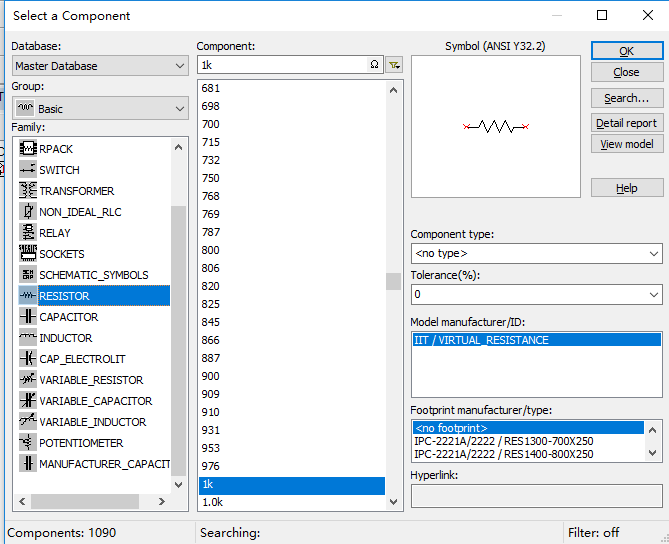 Select a Component
Database:
Master Database
Group:
Basic
Family:
RPACK
SWITCH
TRANSFORMER
NON_IDEAL_RLC
RELAY
SOCKETS
SCHEMATIC_SYMBOLS
RESISTOR
CAPACITOR
INDUCTOR
CAP_ELECTROLIT
VARIABLE_RESISTOR
VARIABLE_CAPACITOR
VARIABLE_INDUCTOR
POTENTIOMETER
MANUFACTURER_CAPACIT
Component:
1k
Ω
681
698
700
715
732
750
768
769
787
800
806
820
825
845
866
887
900
909
910
931
953
976
1k
1.0k
Symbol (ANSI Y32.2)
OK
Close
Search...
Detail report
View model
Help
Component type:
<no type>
Tolerance(%):
0
Model manufacturer/ID:
IIT / VIRTUAL_RESISTANCE
Footprint manufacturer/type:
<no footprint>
IPC-2221A/2222 / RES1300-700X250
IPC-2221A/2222 / RES1400-800X250
Hyperlink:
Components: 1090
Searching:
Filter: off